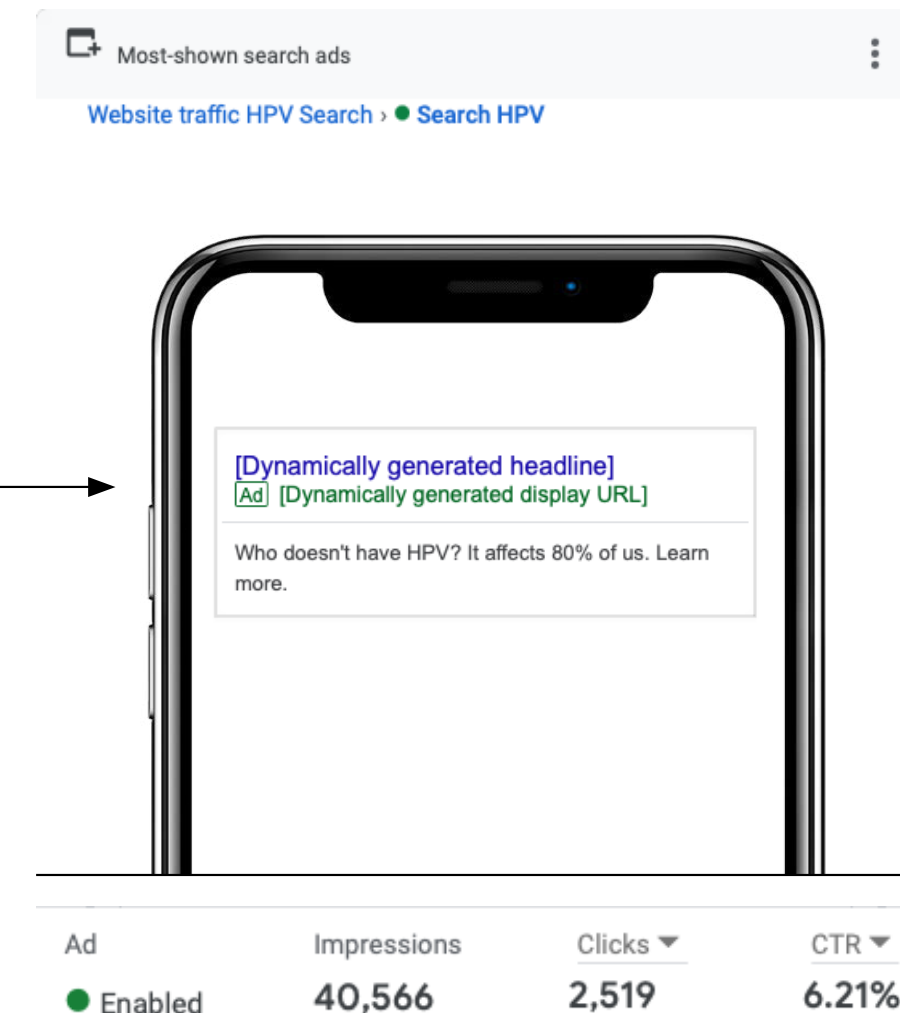 Most-shown search ads
Website traffic HPV Search › Search HPV
[Dynamically generated headline]
Ad [Dynamically generated display URL]
Who doesn't have HPV? It affects 80% of us. Learn
more.
Ad Impressions Clicks CTR
Enabled 40,566 2,519 6.21%